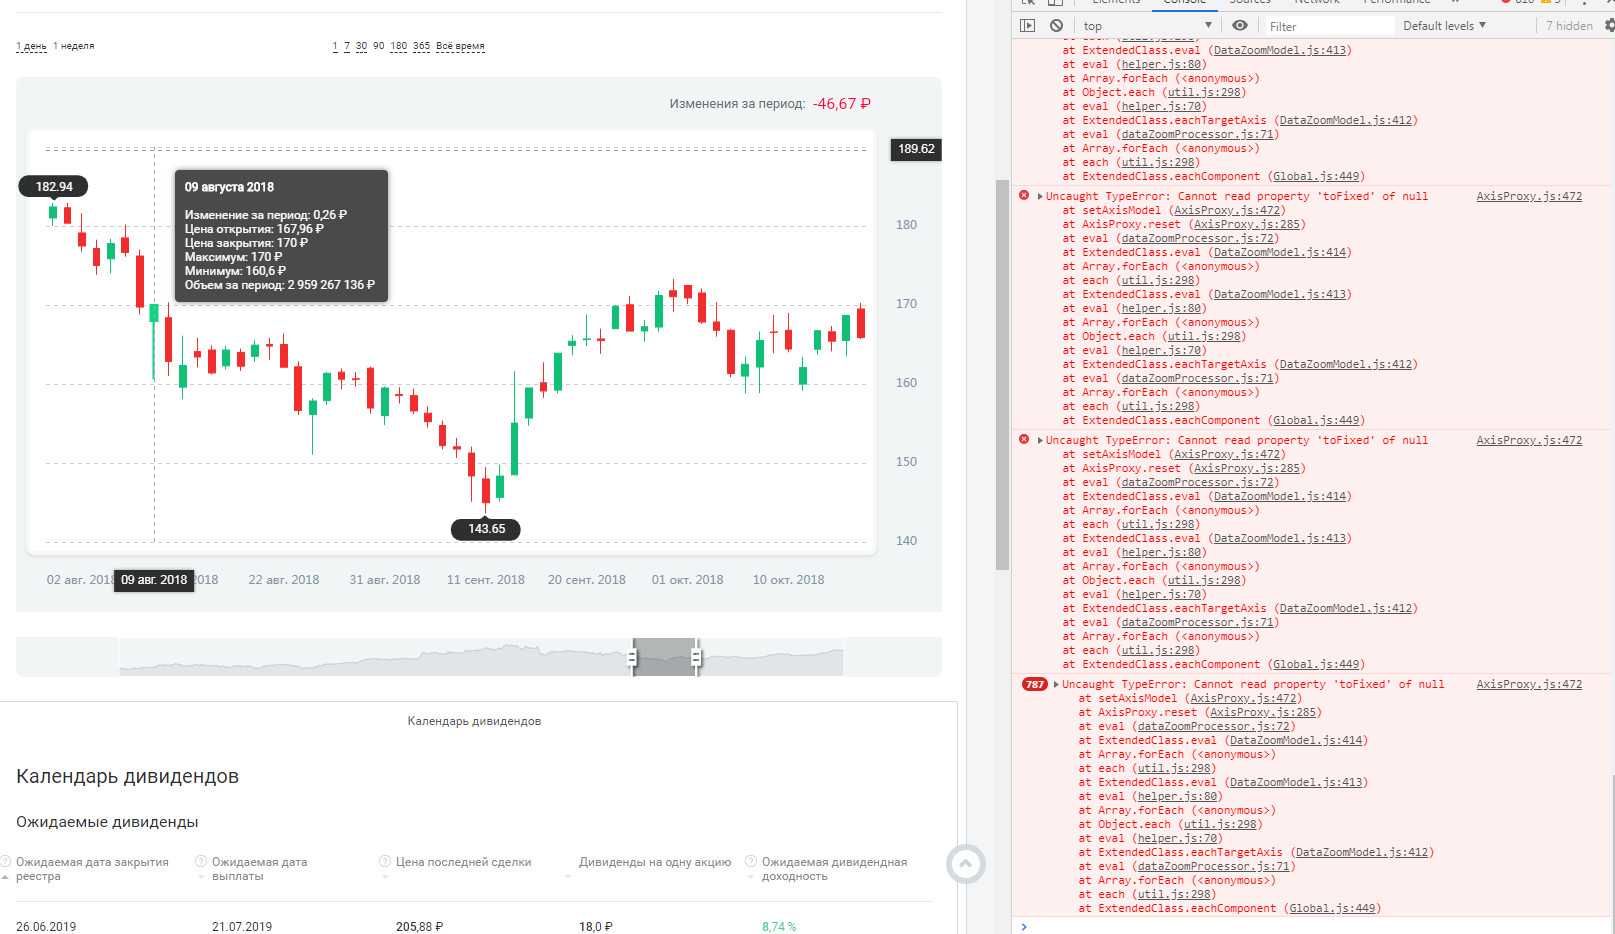 Elements Console Sources Network Performance
top Filter Default levels ▼ 7 hidden
1 день 1 неделя 1 7 30 90 180 365 Всё время
Изменения за период: -46,67 ₽
189.62
182.94
09 августа 2018
Изменение за период: 0,26 ₽
Цена открытия: 167,96 ₽
Цена закрытия: 170 ₽
Максимум: 170 ₽
Минимум: 160,6 ₽
Объем за период: 2 959 267 136 ₽
180
170
160
150
143.65
140
02 авг. 2018 09 авг. 2018 2018 22 авг. 2018 31 авг. 2018 11 сент. 2018 20 сент. 2018 01 окт. 2018 10 окт. 2018
Календарь дивидендов
Календарь дивидендов
Ожидаемые дивиденды
Ожидаемая дата закрытия реестра
Ожидаемая дата выплаты
Цена последней сделки
Дивиденды на одну акцию
Ожидаемая дивидендная доходность
26.06.2019 21.07.2019 205,88 ₽ 18,0 ₽ 8,74 %
at ExtendedClass.eval (DataZoomModel.js:413)
at eval (helper.js:80)
at Array.forEach (<anonymous>)
at Object.each (util.js:298)
at eval (helper.js:70)
at ExtendedClass.eachTargetAxis (DataZoomModel.js:412)
at eval (dataZoomProcessor.js:71)
at Array.forEach (<anonymous>)
at each (util.js:298)
at ExtendedClass.eachComponent (Global.js:449)
Uncaught TypeError: Cannot read property 'toFixed' of null AxisProxy.js:472
at setAxisModel (AxisProxy.js:472)
at AxisProxy.reset (AxisProxy.js:285)
at eval (dataZoomProcessor.js:72)
at ExtendedClass.eval (DataZoomModel.js:414)
at Array.forEach (<anonymous>)
at each (util.js:298)
at ExtendedClass.eval (DataZoomModel.js:413)
at eval (helper.js:80)
at Array.forEach (<anonymous>)
at Object.each (util.js:298)
at eval (helper.js:70)
at ExtendedClass.eachTargetAxis (DataZoomModel.js:412)
at eval (dataZoomProcessor.js:71)
at Array.forEach (<anonymous>)
at each (util.js:298)
at ExtendedClass.eachComponent (Global.js:449)
Uncaught TypeError: Cannot read property 'toFixed' of null AxisProxy.js:472
at setAxisModel (AxisProxy.js:472)
at AxisProxy.reset (AxisProxy.js:285)
at eval (dataZoomProcessor.js:72)
at ExtendedClass.eval (DataZoomModel.js:414)
at Array.forEach (<anonymous>)
at each (util.js:298)
at ExtendedClass.eval (DataZoomModel.js:413)
at eval (helper.js:80)
at Array.forEach (<anonymous>)
at Object.each (util.js:298)
at eval (helper.js:70)
at ExtendedClass.eachTargetAxis (DataZoomModel.js:412)
at eval (dataZoomProcessor.js:71)
at Array.forEach (<anonymous>)
at each (util.js:298)
at ExtendedClass.eachComponent (Global.js:449)
787 Uncaught TypeError: Cannot read property 'toFixed' of null AxisProxy.js:472
at setAxisModel (AxisProxy.js:472)
at AxisProxy.reset (AxisProxy.js:285)
at eval (dataZoomProcessor.js:72)
at ExtendedClass.eval (DataZoomModel.js:414)
at Array.forEach (<anonymous>)
at each (util.js:298)
at ExtendedClass.eval (DataZoomModel.js:413)
at eval (helper.js:80)
at Array.forEach (<anonymous>)
at Object.each (util.js:298)
at eval (helper.js:70)
at ExtendedClass.eachTargetAxis (DataZoomModel.js:412)
at eval (dataZoomProcessor.js:71)
at Array.forEach (<anonymous>)
at each (util.js:298)
at ExtendedClass.eachComponent (Global.js:449)